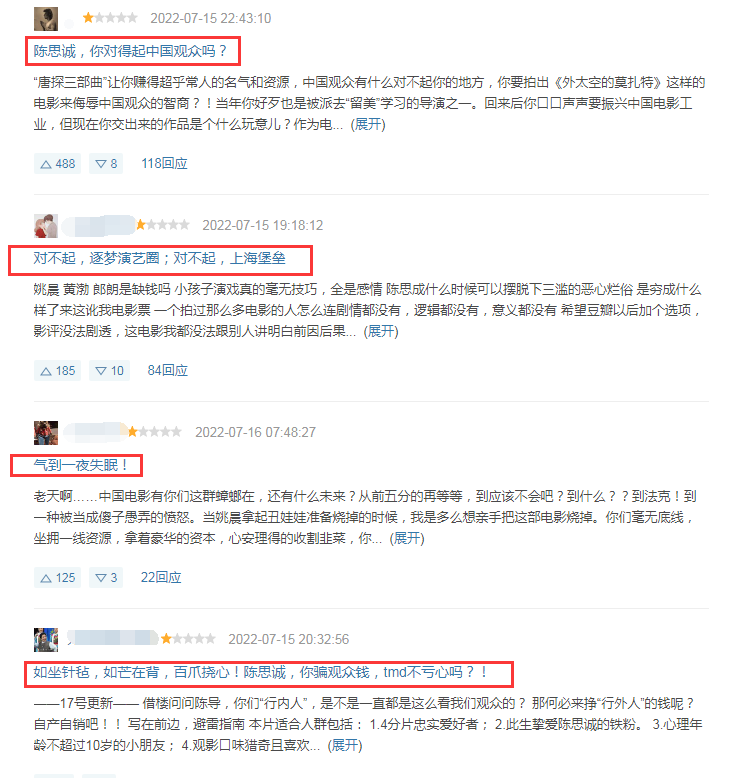 2022-07-15 22:43:10
陈思诚，你对得起中国观众吗？
“唐探三部曲”让你赚得超乎常人的名气和资源，中国观众有什么对不起你的地方，你要拍出《外太空的莫扎特》这样的
电影来侮辱中国观众的智商？！当年你好歹也是被派去“留美”学习的导演之一。回来后你口口声声要振兴中国电影工
业，但现在你交出来的作品是个什么玩意儿？作为电... (展开)
488 8 118回应
2022-07-15 19:18:12
对不起，逐梦演艺圈；对不起，上海堡垒
姚晨 黄渤 郎朗是缺钱吗 小孩子演戏真的毫无技巧，全是感情 陈思成什么时候可以摆脱下三滥的恶心烂俗 是穷成什么
样了来这讹我电影票 一个拍过那么多电影的人怎么连剧情都没有，逻辑都没有，意义都没有 希望豆瓣以后加个选项，
影评没法剧透，这电影我都没法跟别人讲明白前因后果... (展开)
185 10 84回应
2022-07-16 07:48:27
气到一夜失眠！
老天啊……中国电影有你们这群蟑螂在，还有什么未来？从前五分的再等等，到应该不会吧？到什么？？到法克！到
一种被当成傻子愚弄的愤怒。当姚晨拿起丑娃娃准备烧掉的时候，我是多么想亲手把这部电影烧掉。你们毫无底线，
坐拥一线资源，拿着豪华的资本，心安理得的收割韭菜，你... (展开)
125 3 22回应
2022-07-15 20:32:56
如坐针毡，如芒在背，百爪挠心！陈思诚，你骗观众钱，tmd不亏心吗？！
——17号更新—— 借楼问问陈导，你们“行内人”，是不是一直都是这么看我们观众的？ 那何必来挣“行外人”的钱呢？
自产自销吧！！ 写在前边，避雷指南 本片适合人群包括： 1.4分片忠实爱好者； 2.此生挚爱陈思诚的铁粉。 3.心理年
龄不超过10岁的小朋友； 4.观影口味猎奇且喜欢... (展开)